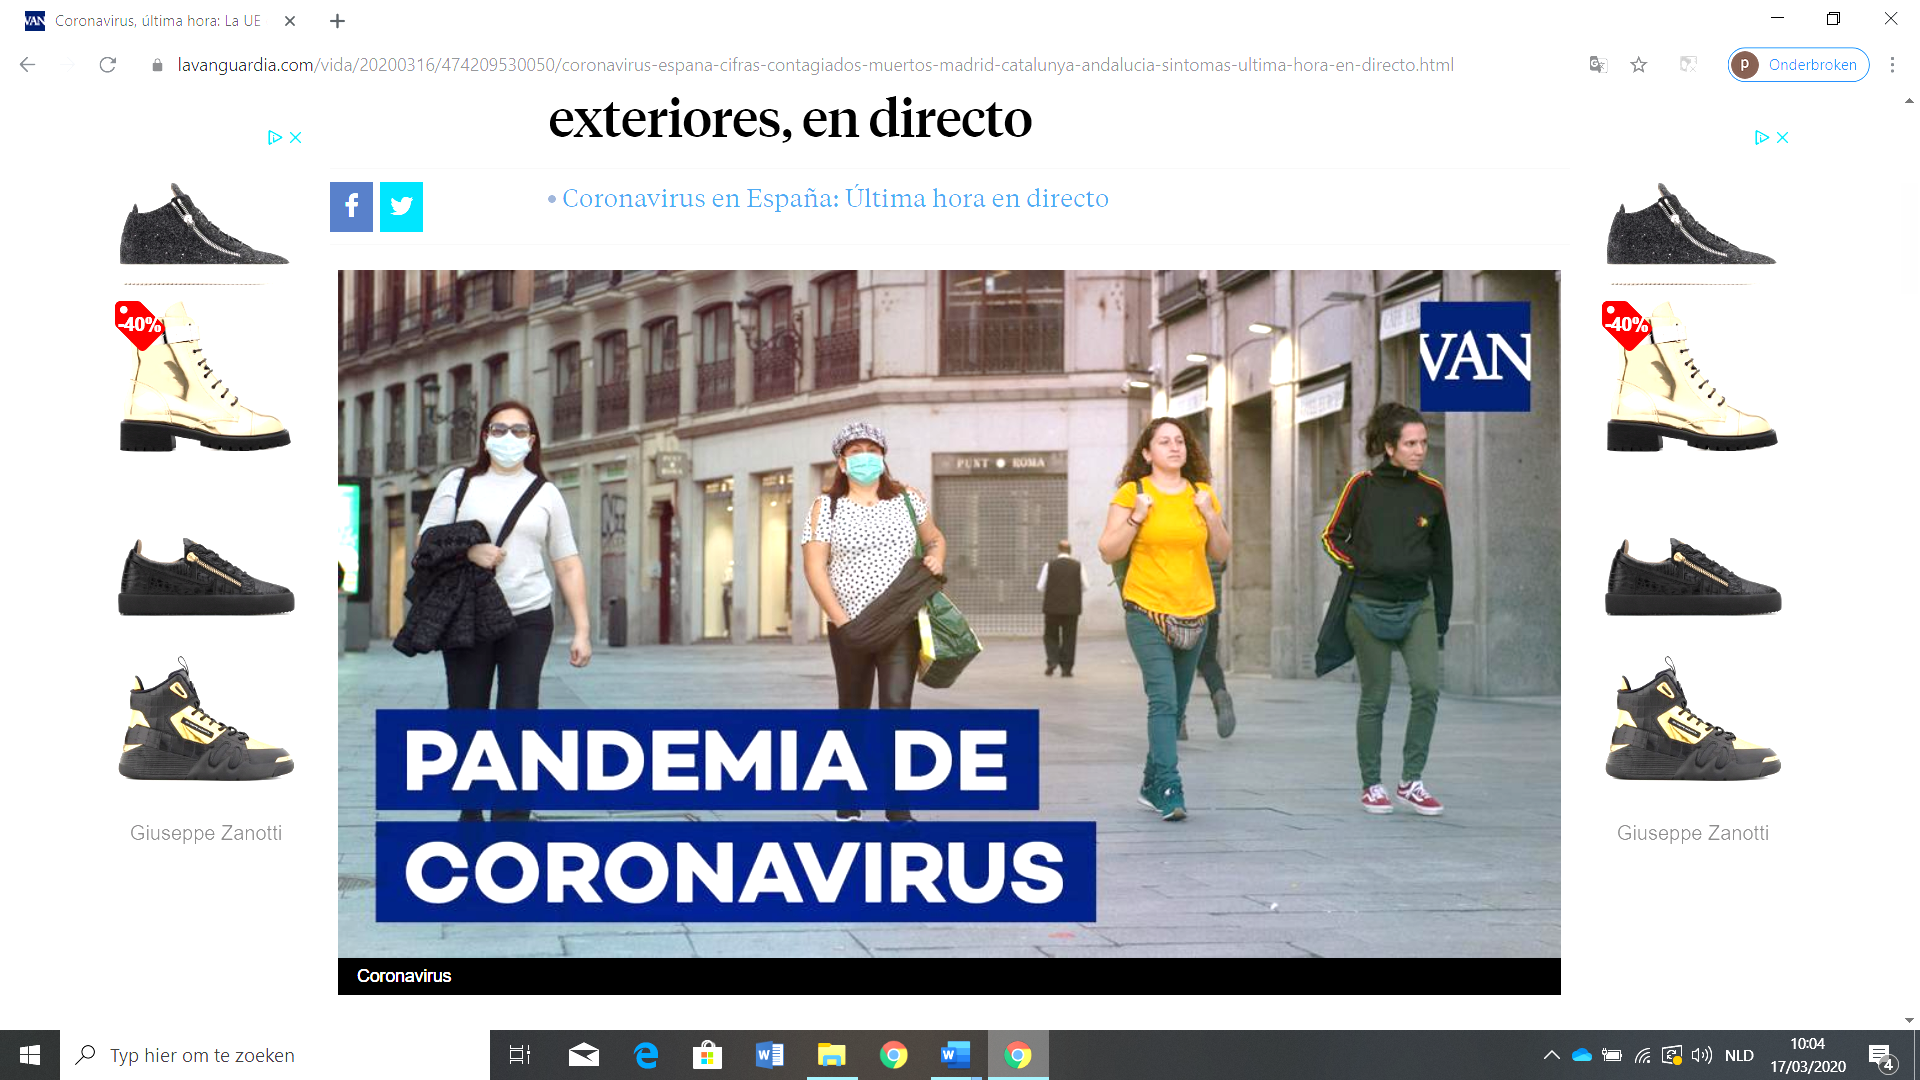 VAN Coronavirus, última hora: La UE
lavanguardia.com/vida/20200316/474209530050/coronavirus-espana-cifras-contagiados-muertos-madrid-catalunya-andalucia-sintomas-ultima-hora-en-directo.html
p Onderbroken
exteriores, en directo
• Coronavirus en España: Última hora en directo
-40%
Giuseppe Zanotti
VAN
PUNT ROMA
PANDEMIA DE
CORONAVIRUS
Coronavirus
-40%
Giuseppe Zanotti
Typ hier om te zoeken
NLD
10:04
17/03/2020
4